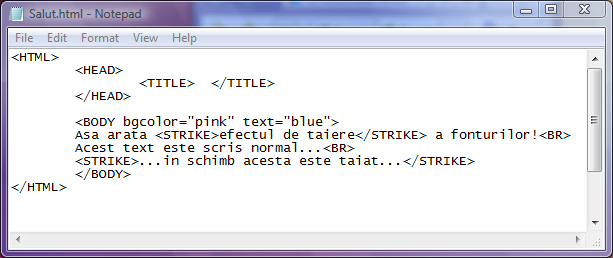 Salut.html - Notepad
File Edit Format View Help
<HTML>
<HEAD>
<TITLE>  </TITLE>
</HEAD>
<BODY bgcolor="pink" text="blue">
Asa arata <STRIKE>efectul de taiere</STRIKE> a fonturilor!<BR>
Acest text este scris normal...<BR>
<STRIKE>...in schimb acesta este taiat...</STRIKE>
</BODY>
</HTML>